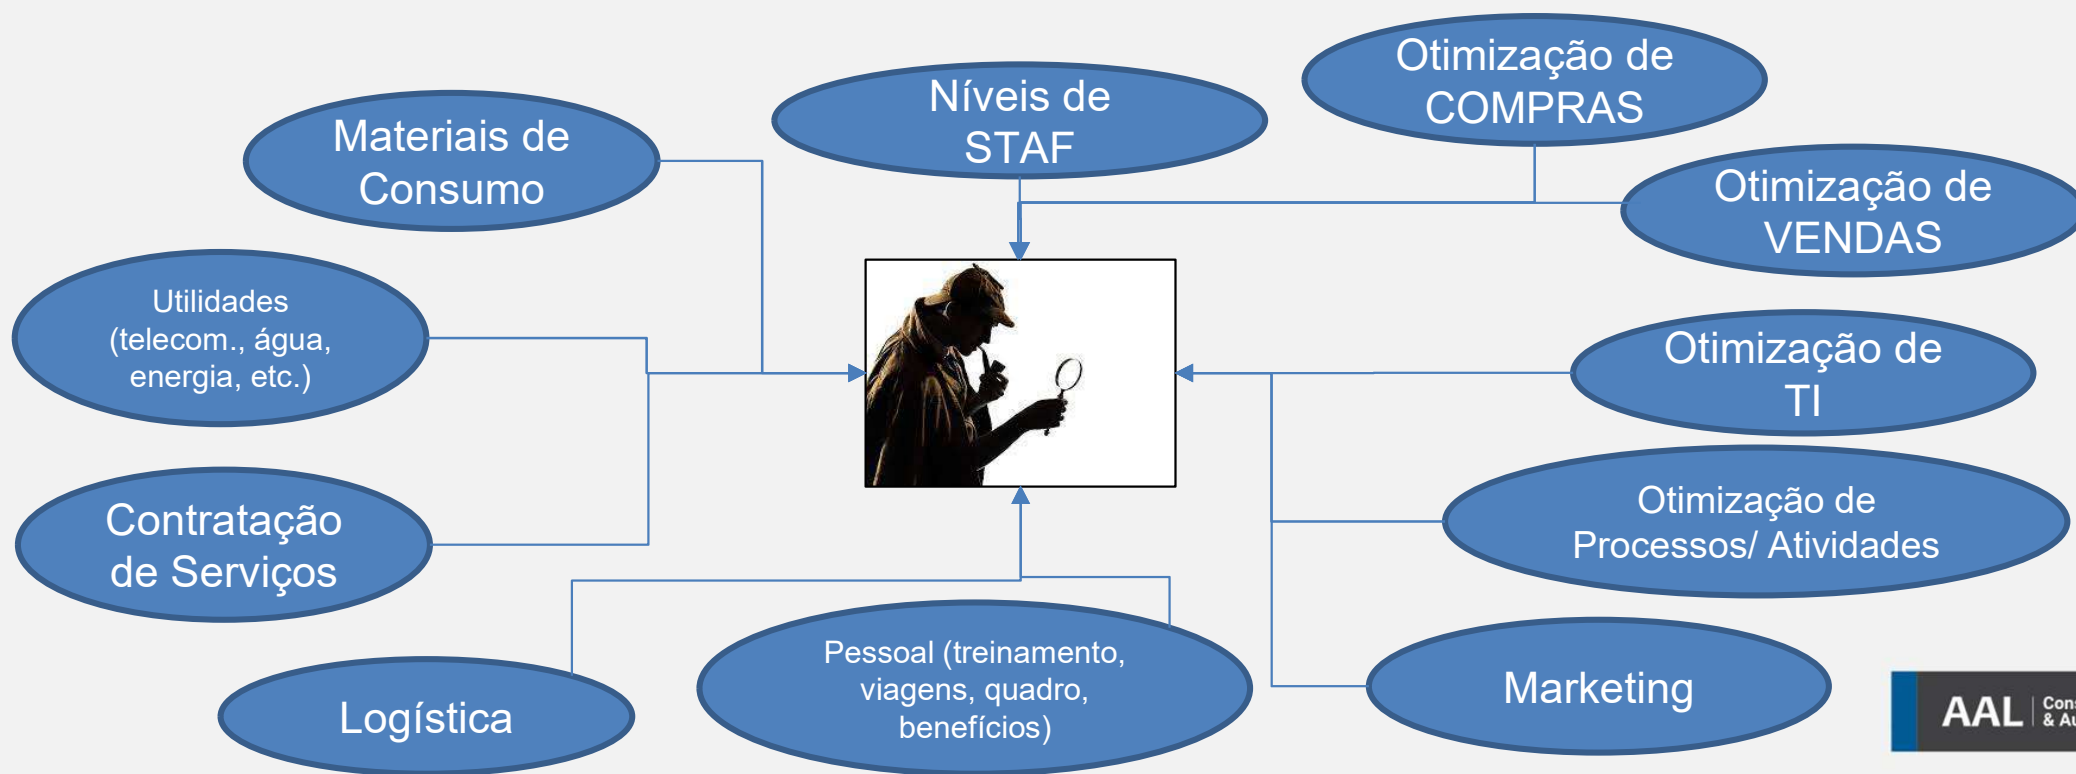 Otimização de
COMPRAS
Níveis de
STAF
Materiais de
Consumo
Otimização de
VENDAS
Utilidades
(telecom., água,
energia, etc.)
Otimização de
TI
Contratação
de Serviços
Otimização de
Processos/ Atividades
Pessoal (treinamento,
viagens, quadro,
benefícios)
Marketing
Logística
AAL